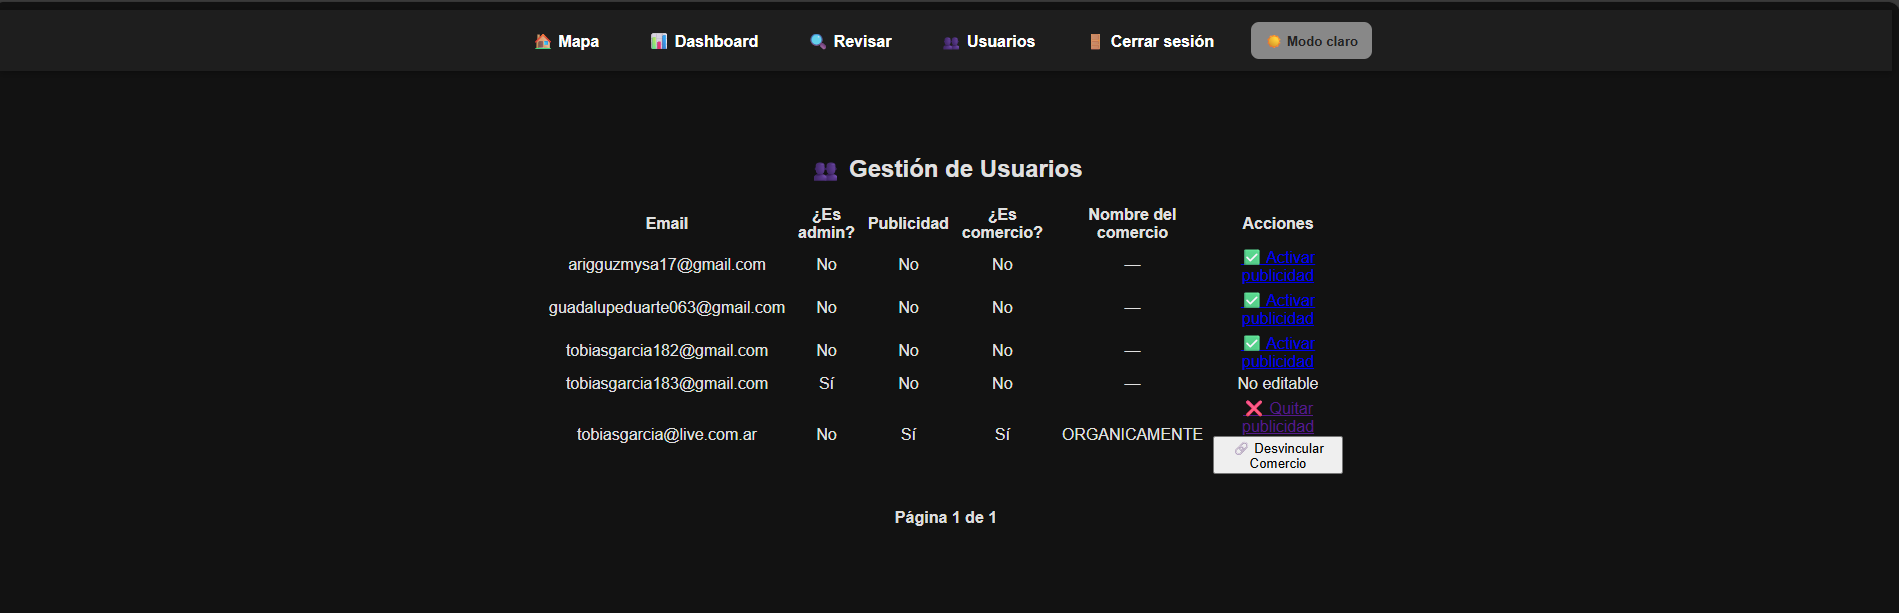 Mapa Dashboard Revisar Usuarios Cerrar sesión Modo claro
Gestión de Usuarios
Email ¿Es admin? Publicidad ¿Es comercio? Nombre del comercio Acciones
arigguzmysa17@gmail.com No No No — Activar publicidad
guadalupeduarte063@gmail.com No No No — Activar publicidad
tobiasgarcia182@gmail.com No No No — Activar publicidad
tobiasgarcia183@gmail.com Sí No No — No editable
tobiasgarcia@live.com.ar No Sí Sí ORGANICAMENTE Quitar publicidad
Desvincular Comercio
Página 1 de 1